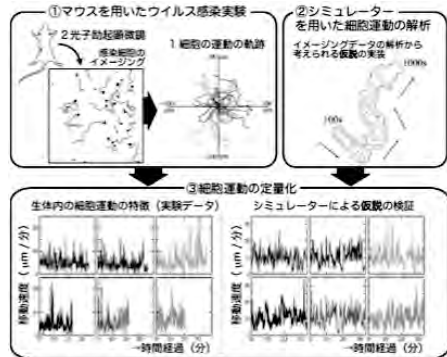 ①マウスを用いたウイルス感染実験
2光子励起顕微鏡
感染細胞の
イメージング
1細胞の運動の軌跡
②シミュレーター
を用いた細胞運動の解析
イメージングデータの解析から
考えられる仮説の実装
1000s
100s
③細胞運動の定量化
生体内の細胞運動の特徴（実験データ）
シミュレーターによる仮説の検証
移動速度（μm／分）
移動速度（μm／分）
→時間経過（分）
→時間経過（分）